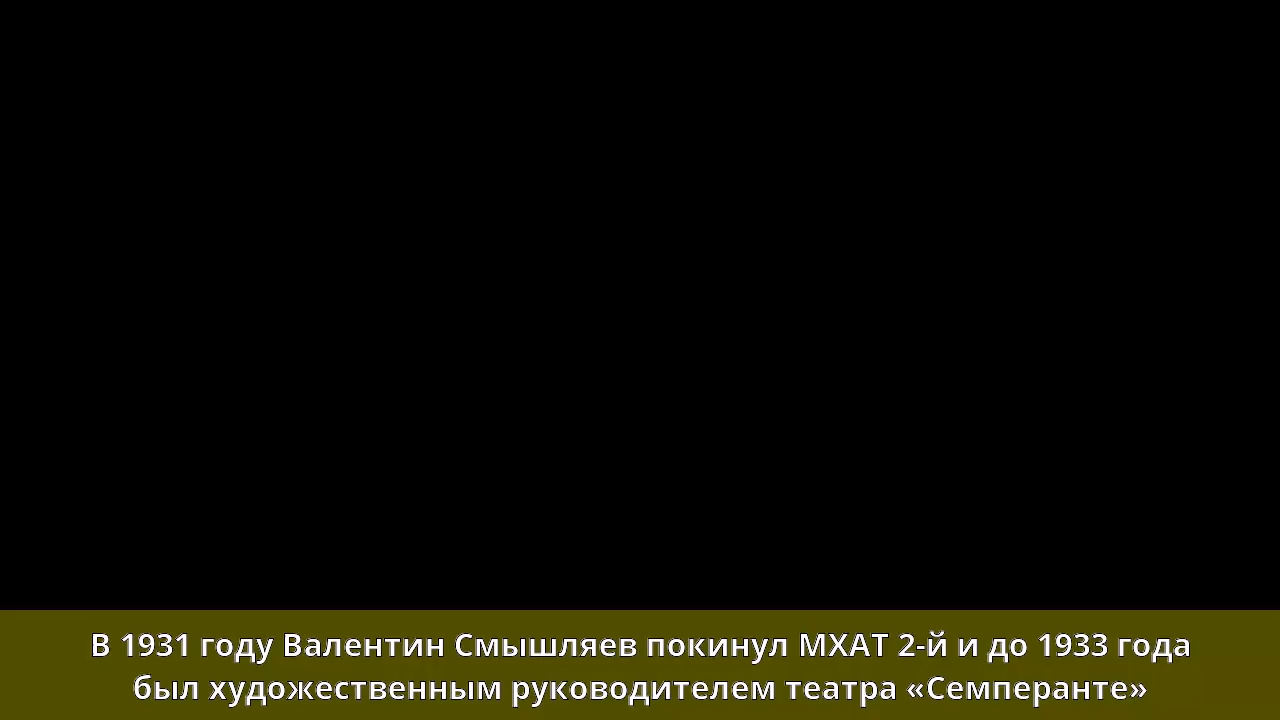 В 1931 году Валентин Смышляев покинул МХАТ 2-й и до 1933 года
был художественным руководителем театра «Семперанте»